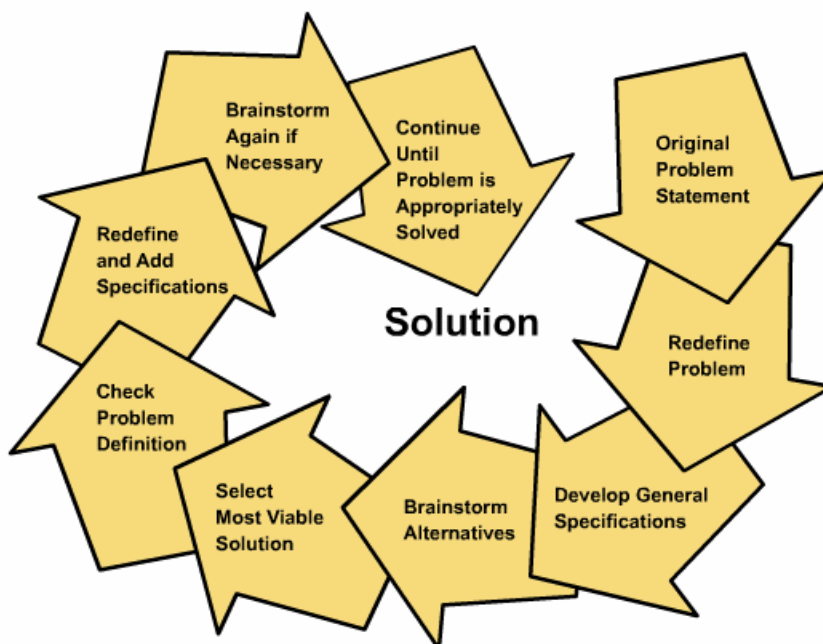 Original
Problem
Statement
Redefine
Problem
Develop General
Specifications
Brainstorm
Alternatives
Select
Most Viable
Solution
Check
Problem
Definition
Redefine
and Add
Specifications
Brainstorm
Again if
Necessary
Continue
Until
Problem is
Appropriately
Solved
Solution